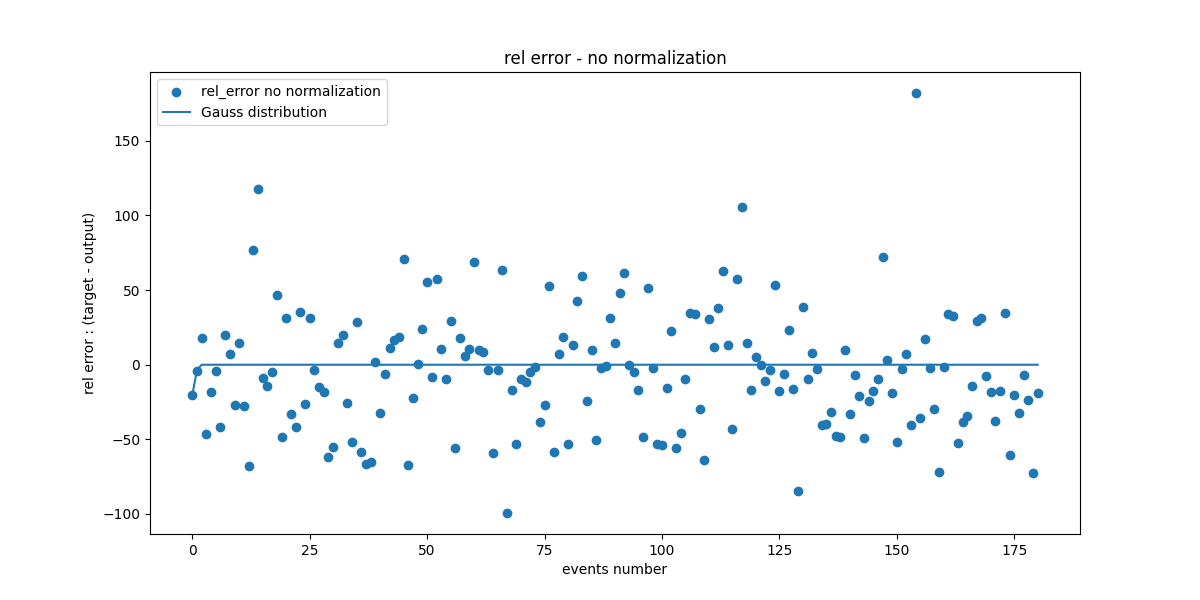 rel error - no normalization
rel_error no normalization
Gauss distribution
rel error : (target - output)
150
100
50
0
−50
−100
0
25
50
75
100
125
150
175
events number